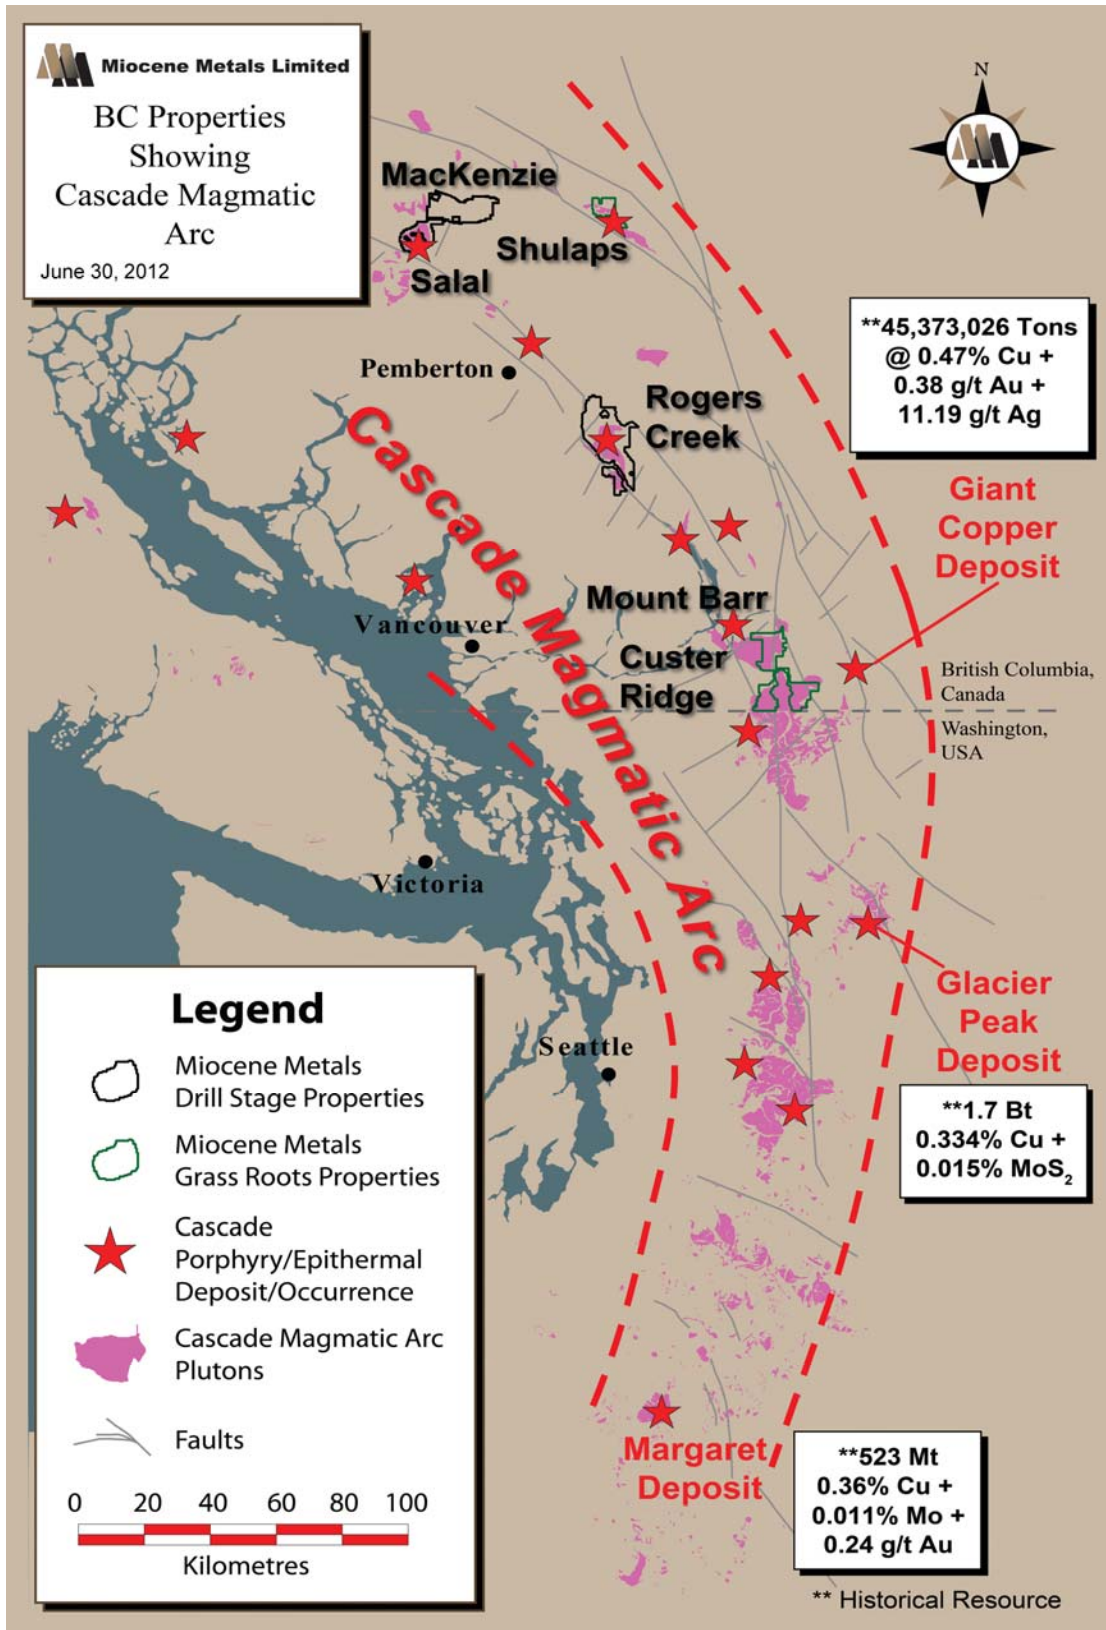 Miocene Metals Limited
BC Properties
Showing
Cascade Magmatic
Arc
June 30, 2012
N
MacKenzie
Shulaps
Salal
**45,373,026 Tons
@ 0.47% Cu +
0.38 g/t Au +
11.19 g/t Ag
Pemberton
Rogers
Creek
Giant
Copper
Deposit
Cascade Magmatic Arc
Mount Barr
Vancouver
Custer
Ridge
British Columbia,
Canada
Washington,
USA
Victoria
Glacier
Peak
Deposit
Seattle
**1.7 Bt
0.334% Cu +
0.015% MoS₂
Legend
Miocene Metals
Drill Stage Properties
Miocene Metals
Grass Roots Properties
Cascade
Porphyry/Epithermal
Deposit/Occurrence
Cascade Magmatic Arc
Plutons
Faults
0 20 40 60 80 100
Kilometres
Margaret
Deposit
**523 Mt
0.36% Cu +
0.011% Mo +
0.24 g/t Au
** Historical Resource